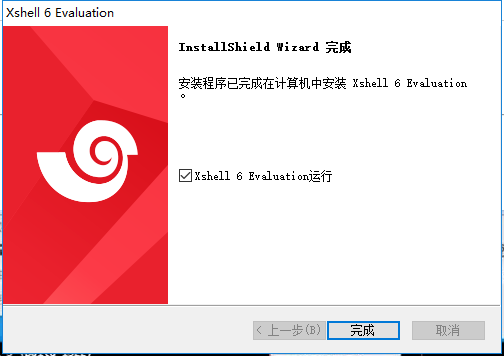 Xshell 6 Evaluation
InstallShield Wizard 完成
安装程序已完成在计算机中安装 Xshell 6 Evaluation
。
Xshell 6 Evaluation运行
< 上一步(B)
完成
取消